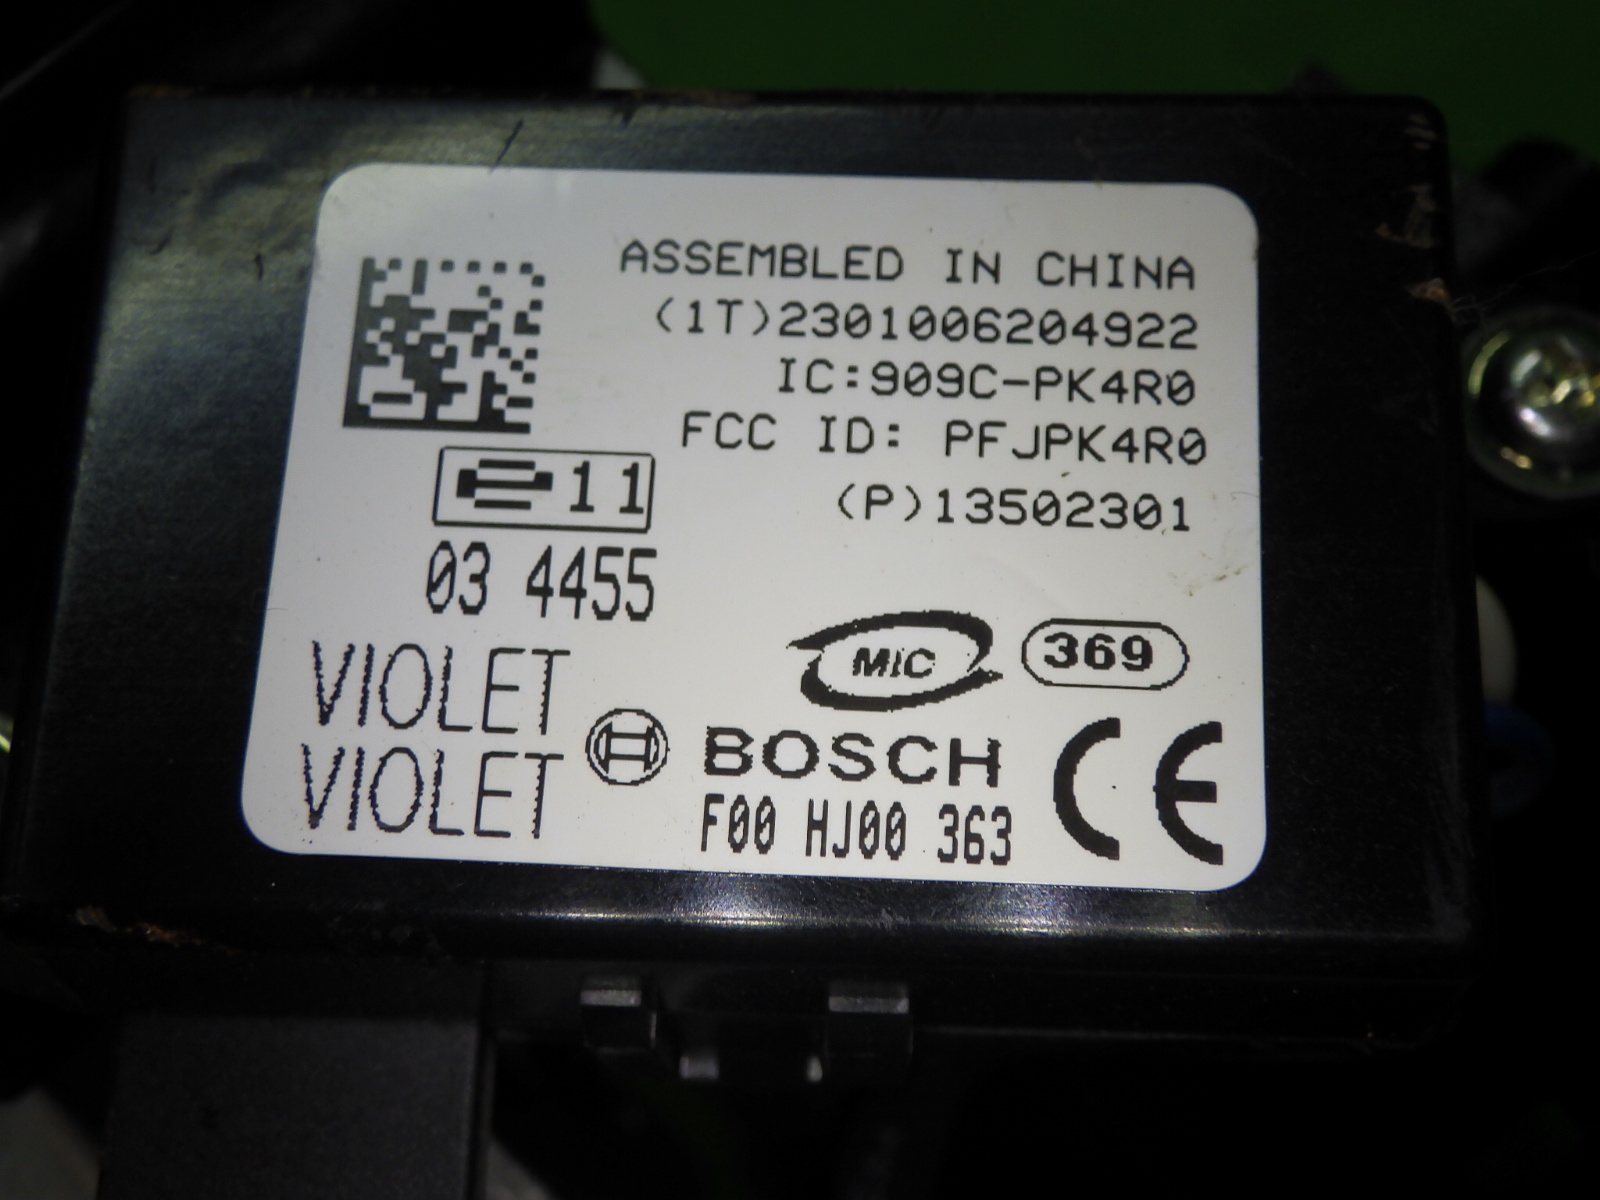 ASSEMBLED IN CHINA
(1T)2301006204922
IC:909C-PK4R0
FCC ID: PFJPK4R0
(P)13502301
e11
03 4455
MIC 369
VIOLET
VIOLET
BOSCH
F00 HJ00 363
CE